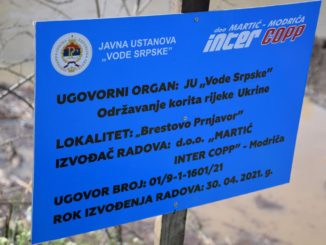 JAVNA USTANOVA
„VODE SRPSKE"
doo MARTIĆ - MODRIČA
inter COPP
UGOVORNI ORGAN: JU „Vode Srpske"
Održavanje korita rijeke Ukrine
LOKALITET: „Brestovo Prnjavor"
IZVOĐAČ RADOVA: d.o.o. „MARTIĆ
INTER COPP" - Modriča
UGOVOR BROJ: 01/9-1-1601/21
ROK IZVOĐENJA RADOVA: 30. 04. 2021. g.